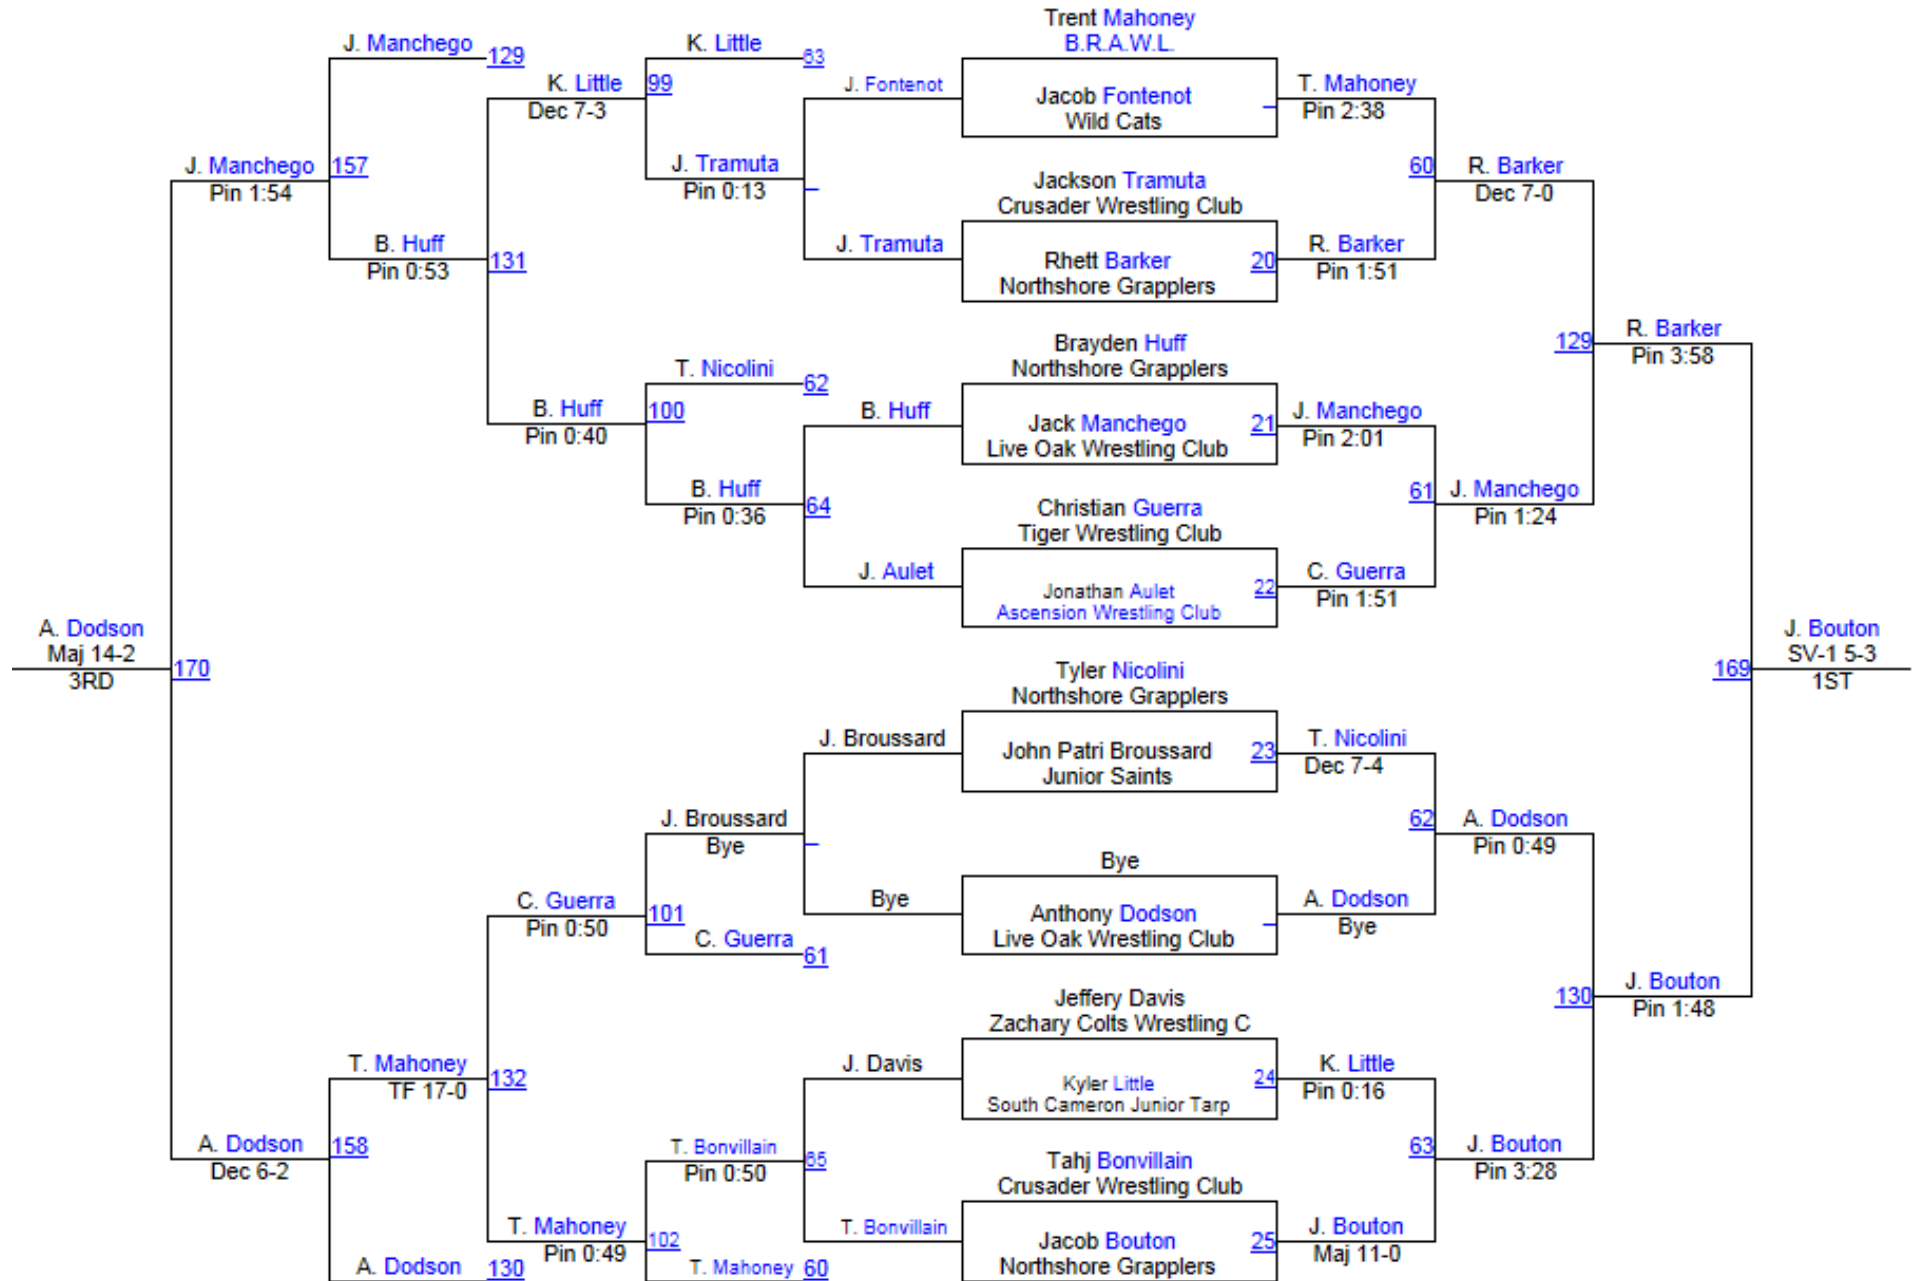 Trent Mahoney
B.R.A.W.L.
J. Manchego
129
K. Little
63
K. Little
99
Dec 7-3
J. Fontenot
Jacob Fontenot
Wild Cats
T. Mahoney
Pin 2:38
J. Manchego
157
Pin 1:54
J. Tramuta
Pin 0:13
Jackson Tramuta
Crusader Wrestling Club
60
R. Barker
Dec 7-0
B. Huff
Pin 0:53
131
J. Tramuta
Rhett Barker
Northshore Grapplers
20
R. Barker
Pin 1:51
Brayden Huff
Northshore Grapplers
129
R. Barker
Pin 3:58
T. Nicolini
62
B. Huff
100
Pin 0:40
B. Huff
Jack Manchego
Live Oak Wrestling Club
21
J. Manchego
Pin 2:01
B. Huff
Pin 0:36
64
Christian Guerra
Tiger Wrestling Club
61
J. Manchego
Pin 1:24
J. Aulet
Jonathan Aulet
Ascension Wrestling Club
22
C. Guerra
Pin 1:51
A. Dodson
Maj 14-2
3RD
170
Tyler Nicolini
Northshore Grapplers
169
J. Bouton
SV-1 5-3
1ST
J. Broussard
John Patri Broussard
Junior Saints
23
T. Nicolini
Dec 7-4
J. Broussard
Bye
62
A. Dodson
Pin 0:49
Bye
C. Guerra
Pin 0:50
101
Bye
Anthony Dodson
Live Oak Wrestling Club
A. Dodson
Bye
C. Guerra
61
Jeffery Davis
Zachary Colts Wrestling C
130
J. Bouton
Pin 1:48
T. Mahoney
TF 17-0
132
J. Davis
Kyler Little
South Cameron Junior Tarp
24
K. Little
Pin 0:16
A. Dodson
Dec 6-2
158
T. Bonvillain
Pin 0:50
65
Tahj Bonvillain
Crusader Wrestling Club
63
J. Bouton
Pin 3:28
T. Mahoney
Pin 0:49
102
T. Bonvillain
Jacob Bouton
Northshore Grapplers
25
J. Bouton
Maj 11-0
A. Dodson
130
T. Mahoney
60